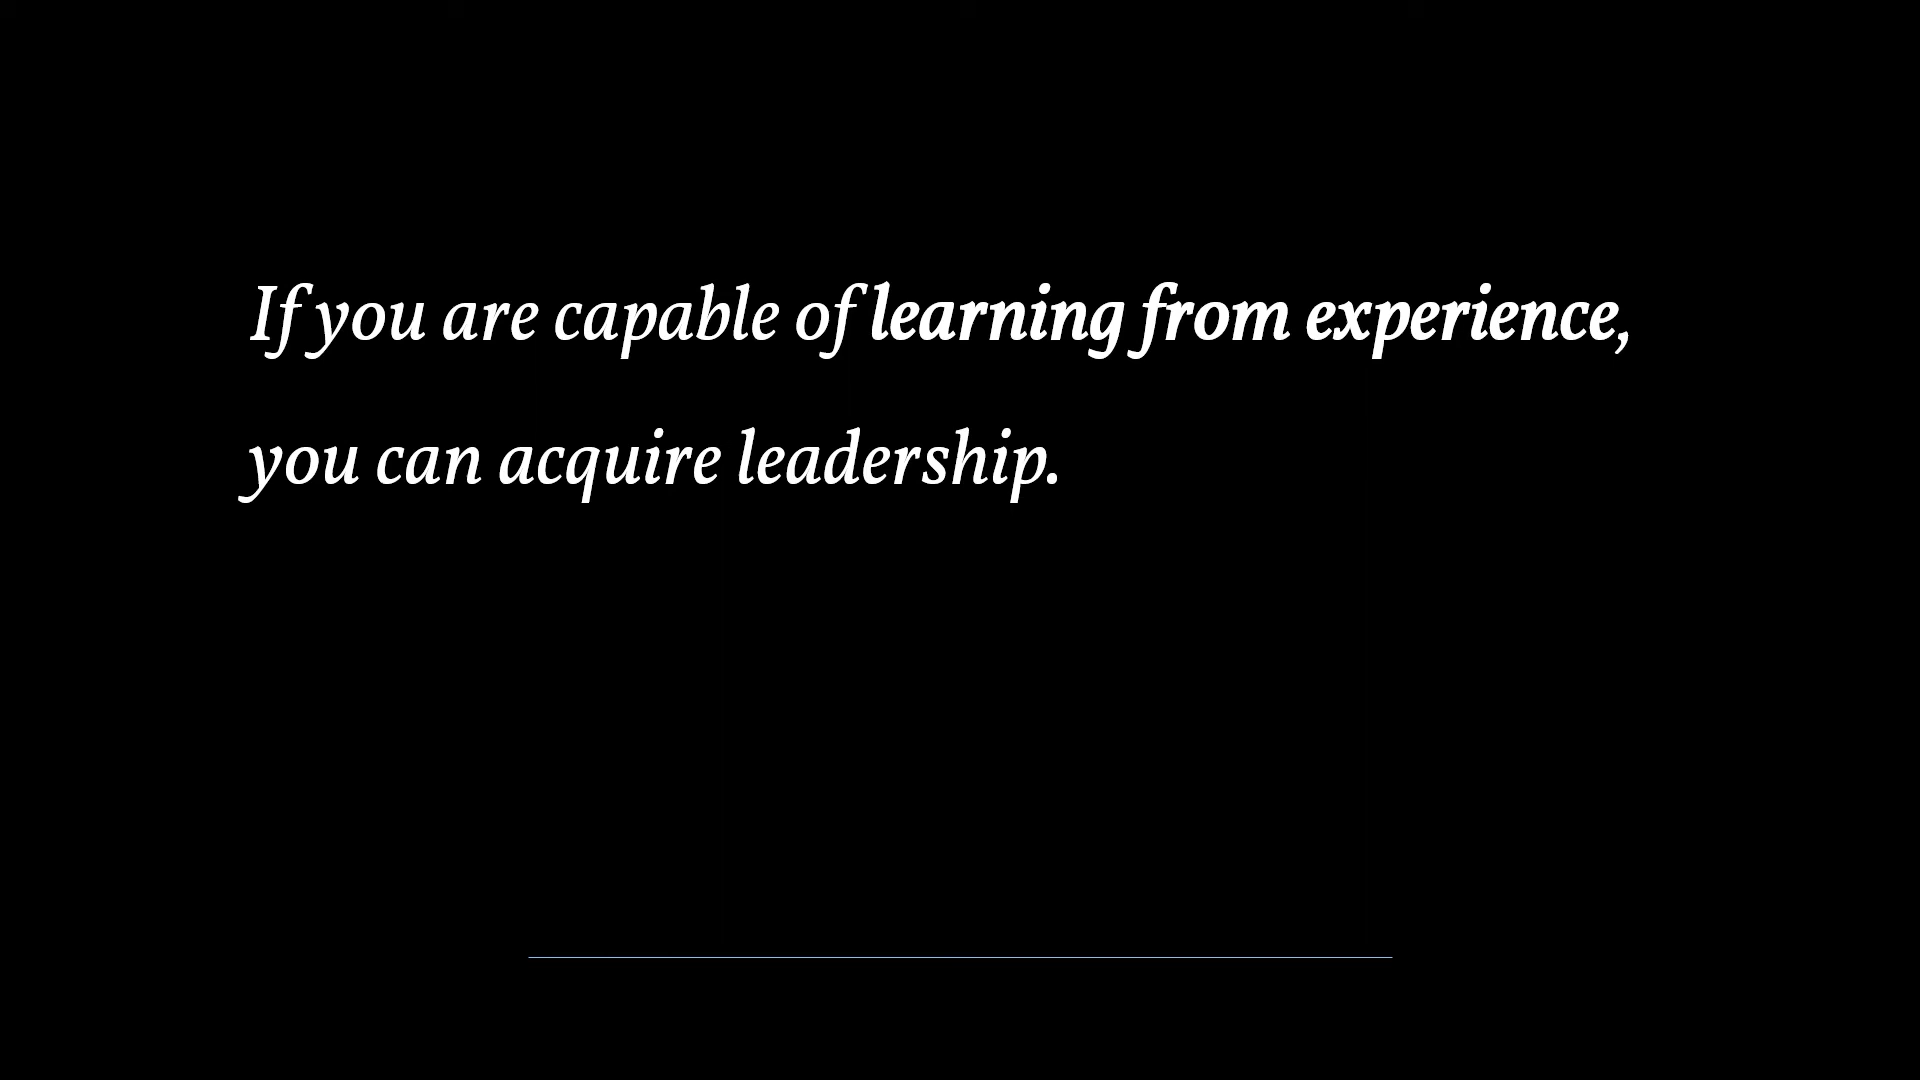 If you are capable of learning from experience,
you can acquire leadership.